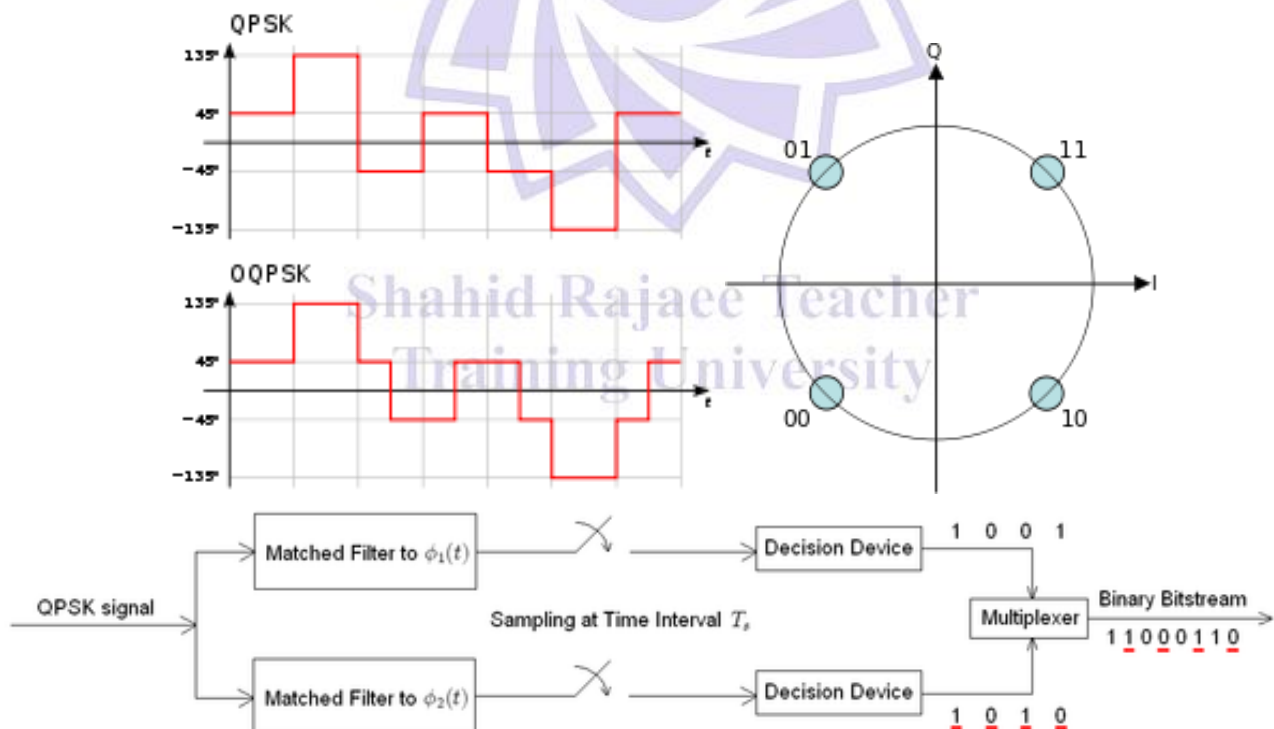 QPSK
135°
45°
-45°
-135°
t
OQPSK
135°
45°
-45°
-135°
t
Q
01
11
I
00
10
Shahid Rajaee Teacher
Training University
QPSK signal
Matched Filter to ϕ₁(t)
Matched Filter to ϕ₂(t)
Sampling at Time Interval Tₛ
Decision Device
1 0 0 1
Decision Device
1 0 1 0
Multiplexer
Binary Bitstream
1 1 0 0 0 1 1 0